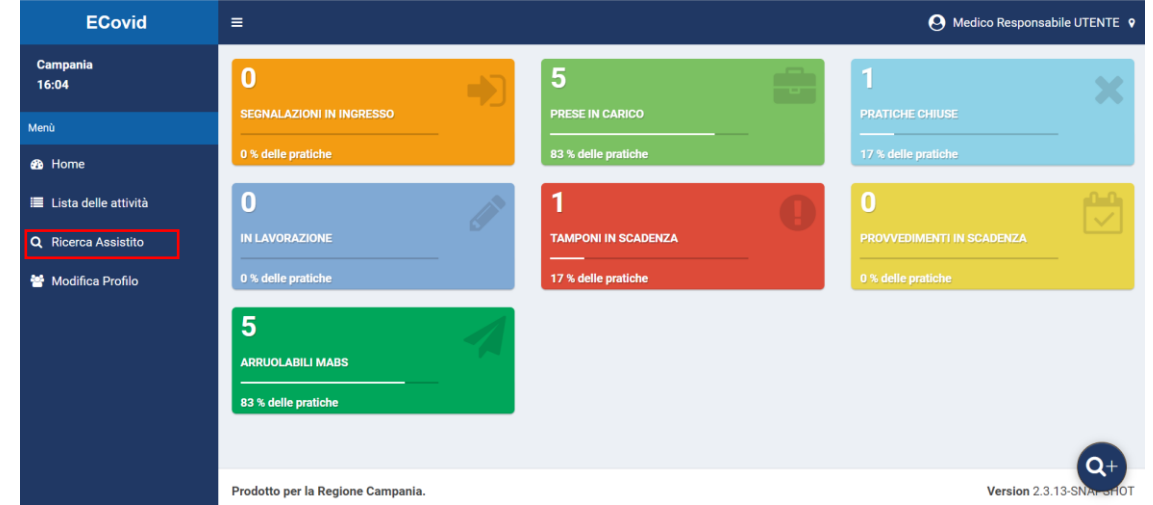 ECovid
Medico Responsabile UTENTE
Campania
16:04
Menù
Home
Lista delle attività
Ricerca Assistito
Modifica Profilo
0
SEGNALAZIONI IN INGRESSO
0 % delle pratiche
5
PRESE IN CARICO
83 % delle pratiche
1
PRATICHE CHIUSE
17 % delle pratiche
0
IN LAVORAZIONE
0 % delle pratiche
1
TAMPONI IN SCADENZA
17 % delle pratiche
0
PROVVEDIMENTI IN SCADENZA
0 % delle pratiche
5
ARRUOLABILI MABS
83 % delle pratiche
Prodotto per la Regione Campania.
Version 2.3.13-SNAPSHOT